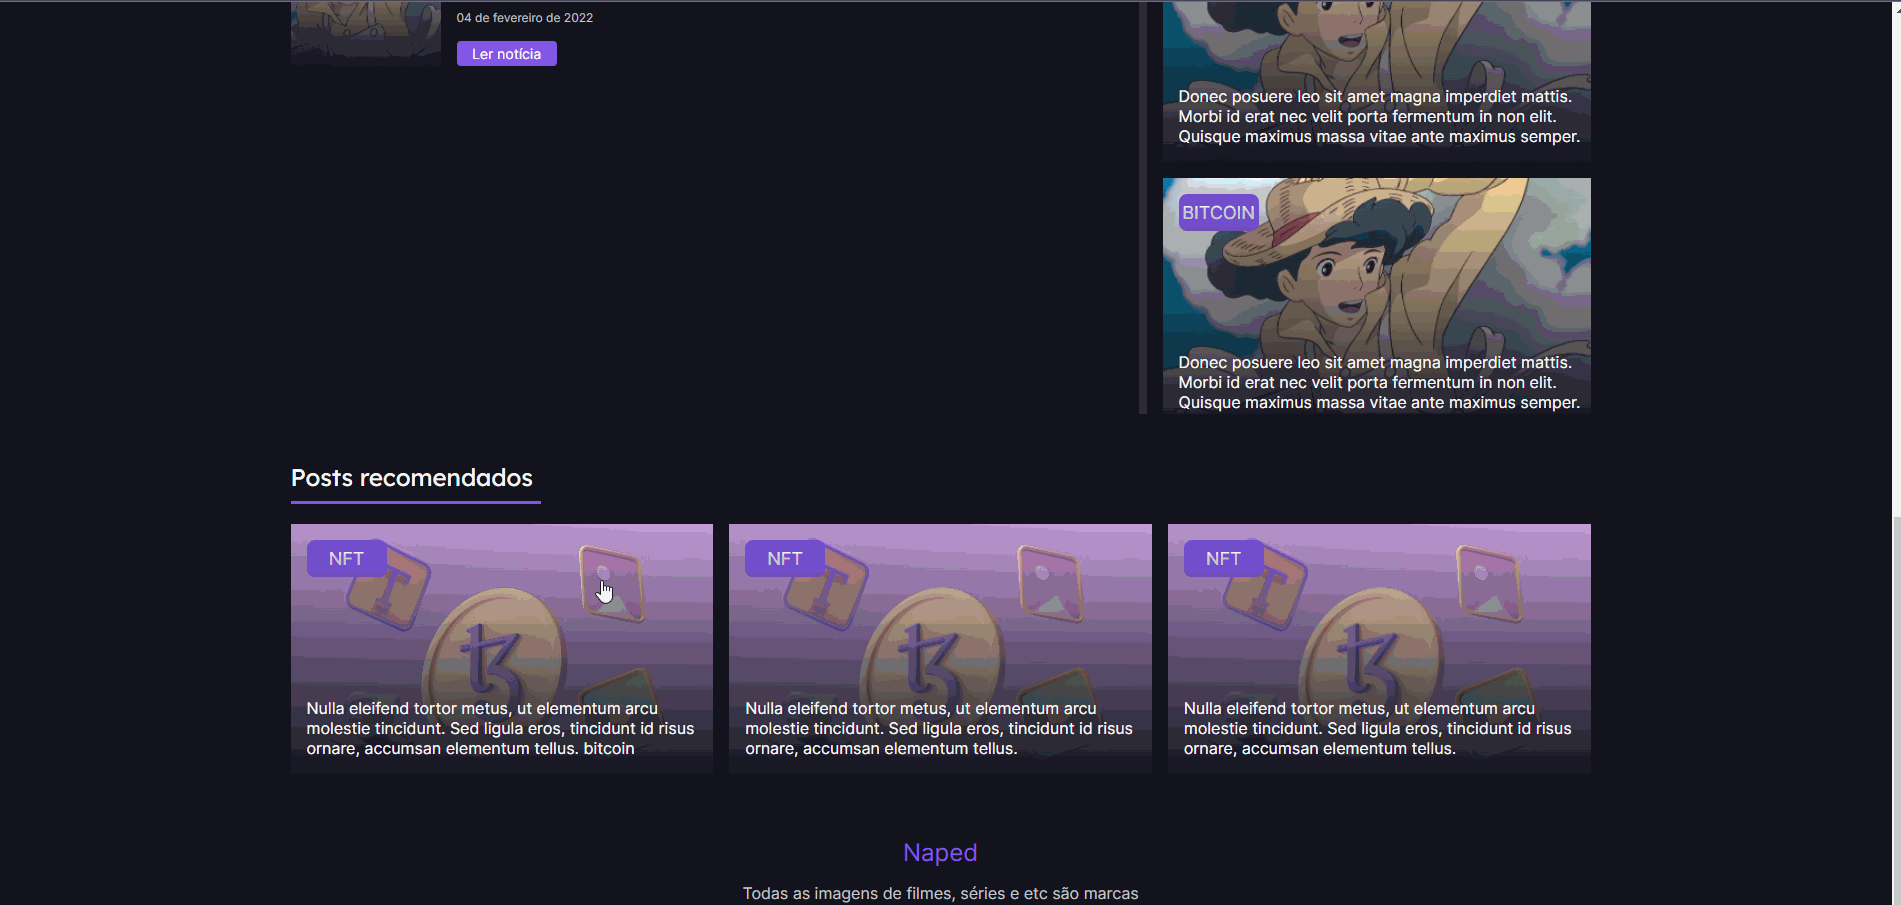 04 de fevereiro de 2022
Ler notícia
Donec posuere leo sit amet magna imperdiet mattis.
Morbi id erat nec velit porta fermentum in non elit.
Quisque maximus massa vitae ante maximus semper.
BITCOIN
Donec posuere leo sit amet magna imperdiet mattis.
Morbi id erat nec velit porta fermentum in non elit.
Quisque maximus massa vitae ante maximus semper.
Posts recomendados
NFT
Nulla eleifend tortor metus, ut elementum arcu
molestie tincidunt. Sed ligula eros, tincidunt id risus
ornare, accumsan elementum tellus. bitcoin
NFT
Nulla eleifend tortor metus, ut elementum arcu
molestie tincidunt. Sed ligula eros, tincidunt id risus
ornare, accumsan elementum tellus.
NFT
Nulla eleifend tortor metus, ut elementum arcu
molestie tincidunt. Sed ligula eros, tincidunt id risus
ornare, accumsan elementum tellus.
Naped
Todas as imagens de filmes, séries e etc são marcas